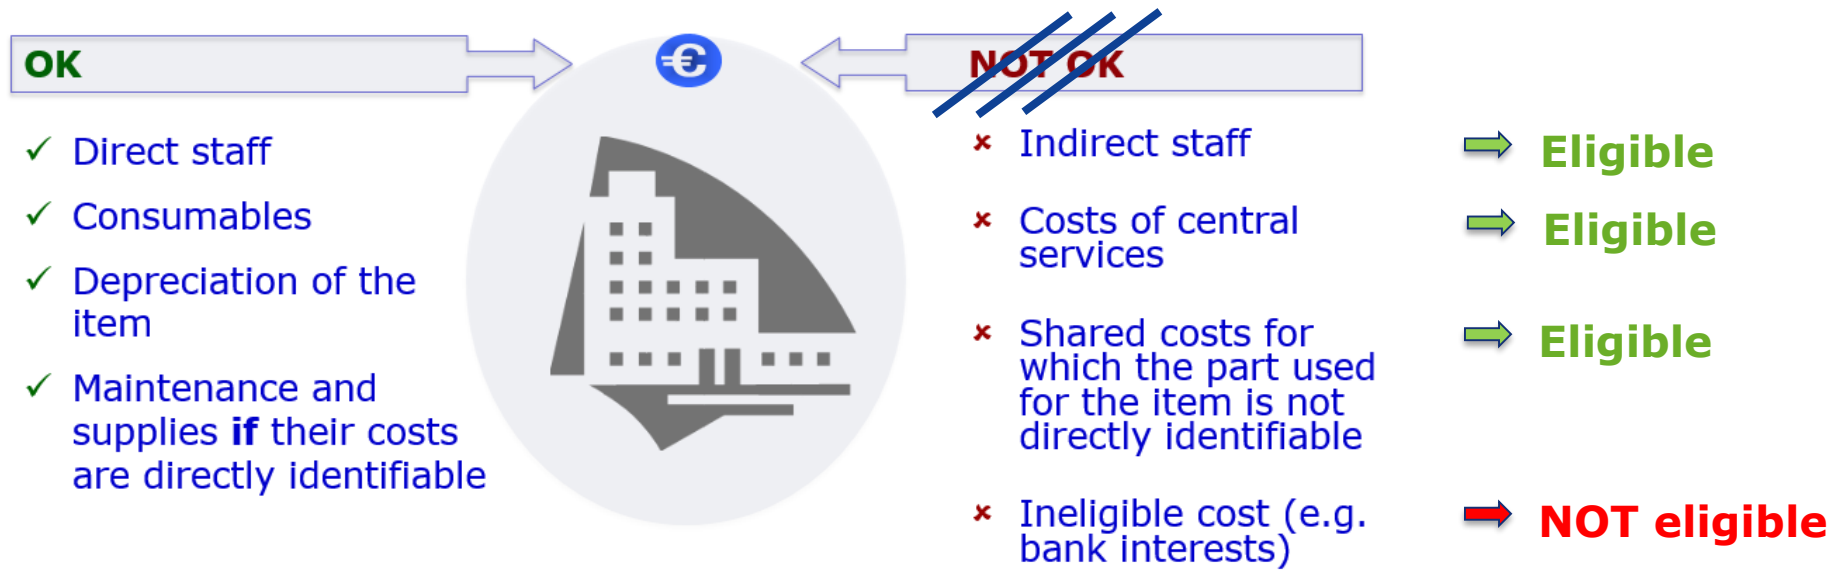 OK
NOT OK
Direct staff
Consumables
Depreciation of the
item
Maintenance and
supplies if their costs
are directly identifiable
€
Indirect staff
Eligible
Costs of central
services
Eligible
Shared costs for
which the part used
for the item is not
directly identifiable
Eligible
Ineligible cost (e.g.
bank interests)
NOT eligible